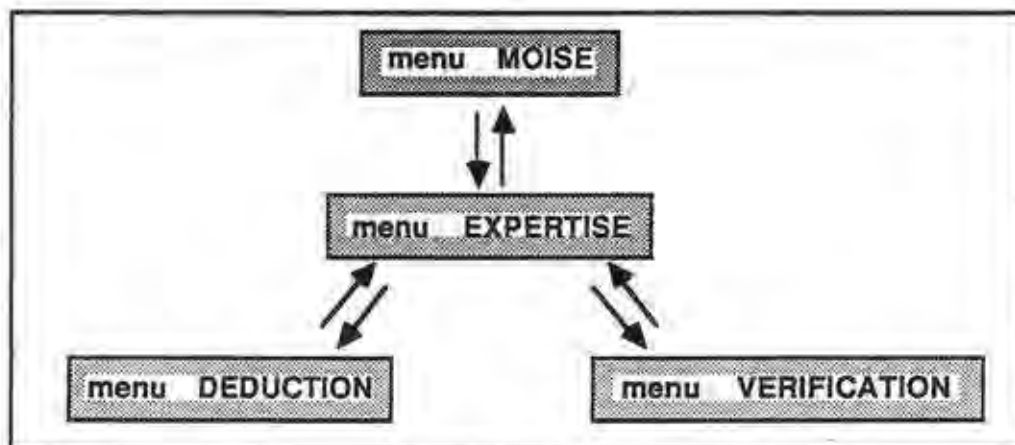 menu MOISE
menu EXPERTISE
menu DEDUCTION
menu VERIFICATION